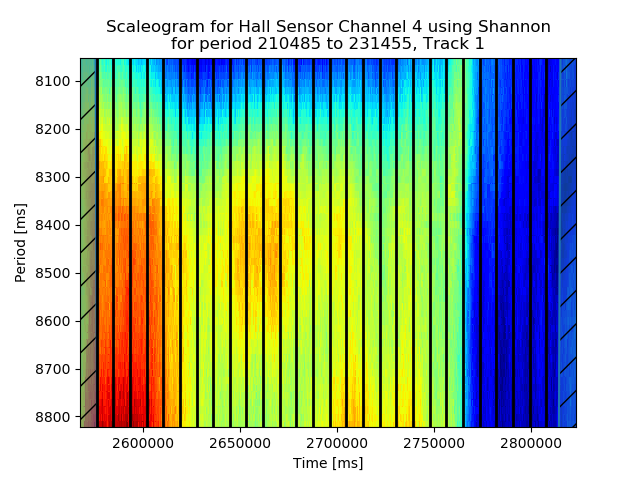 Scaleogram for Hall Sensor Channel 4 using Shannon
for period 210485 to 231455, Track 1
8100
8200
8300
8400
8500
8600
8700
8800
Period [ms]
2600000 2650000 2700000 2750000 2800000
Time [ms]